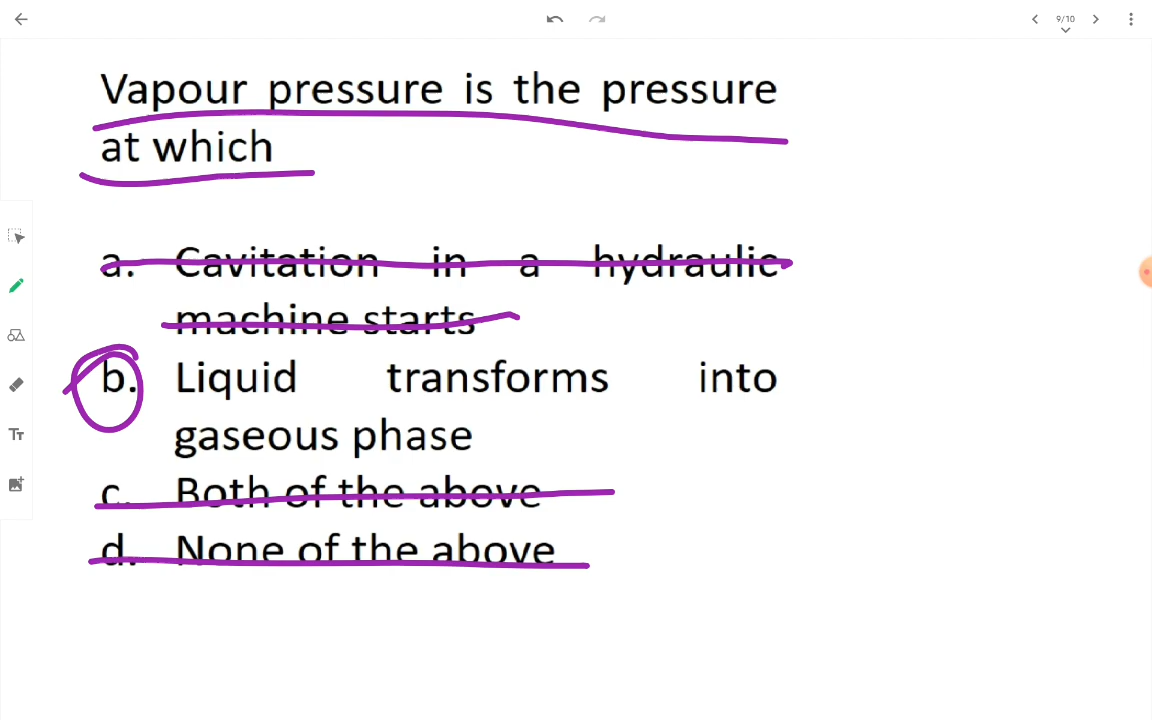 9/10
Vapour pressure is the pressure
at which
a. Cavitation in a hydraulic
machine starts
b. Liquid transforms into
gaseous phase
c. Both of the above
d. None of the above
Tт